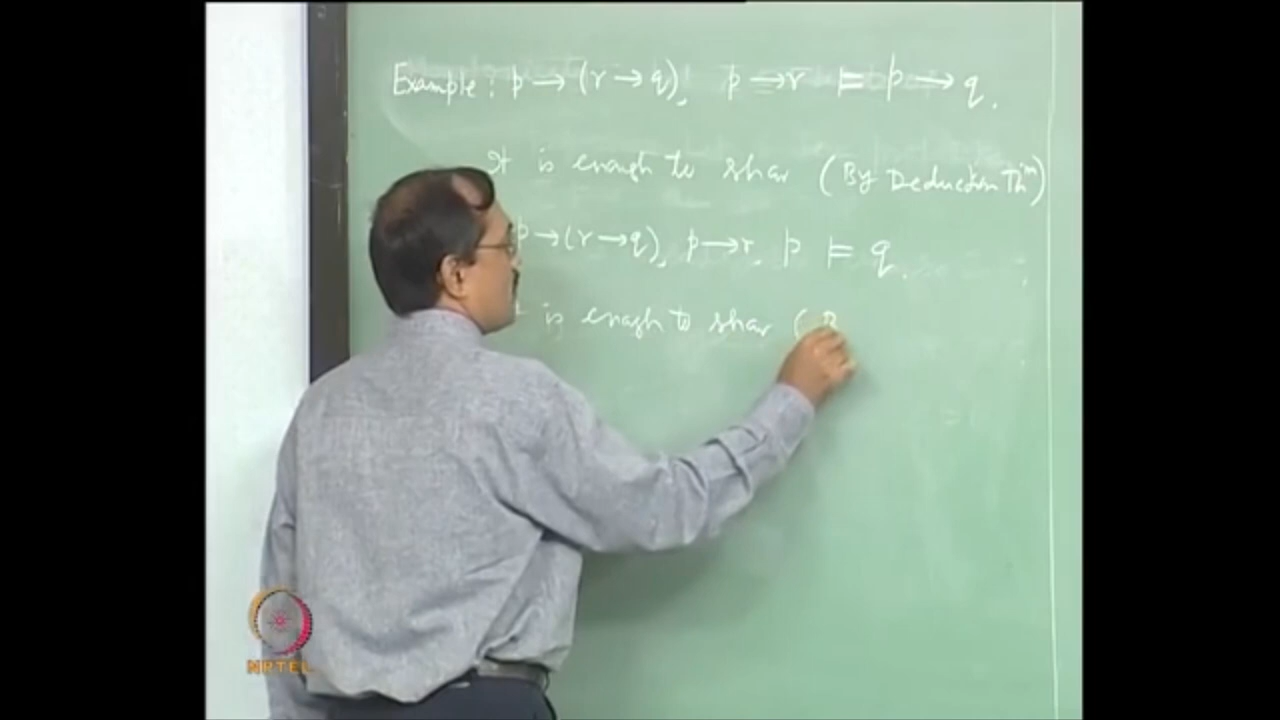 Example: p → (r → q), p → r ⊨ p → q.
It is enough to show (By Deduction Thm)
p → (r → q), p → r, p ⊨ q.
is enough to show ( B
NPTEL